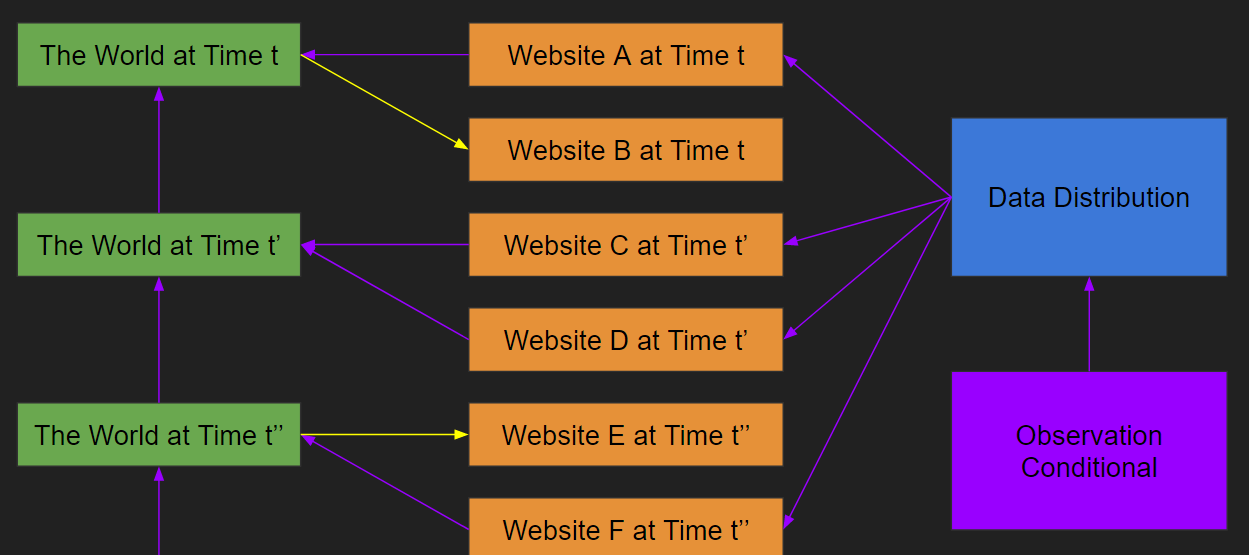 The World at Time t
Website A at Time t
Website B at Time t
Data Distribution
The World at Time t’
Website C at Time t’
Website D at Time t’
The World at Time t’’
Website E at Time t’’
Observation
Conditional
Website F at Time t’’